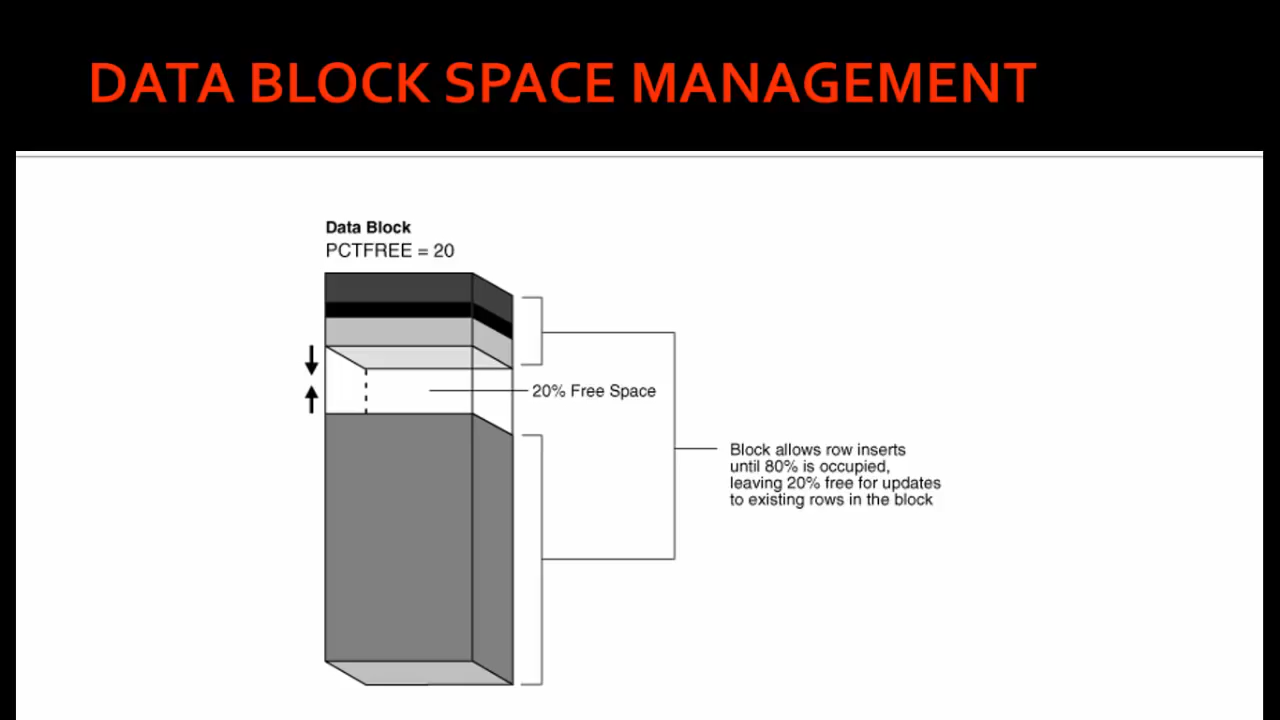 DATA BLOCK SPACE MANAGEMENT
Data Block
PCTFREE = 20
20% Free Space
Block allows row inserts
until 80% is occupied,
leaving 20% free for updates
to existing rows in the block